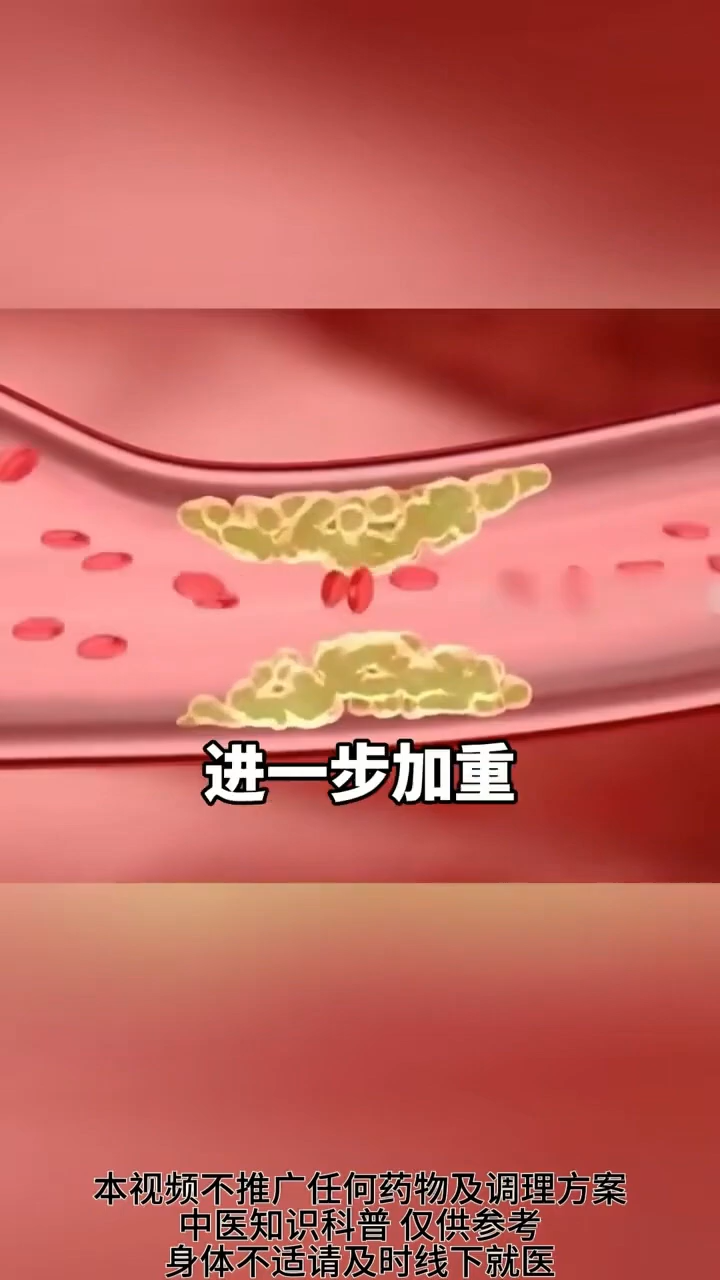 进一步加重
本视频不推广任何药物及调理方案
中医知识科普 仅供参考
身体不适请及时线下就医